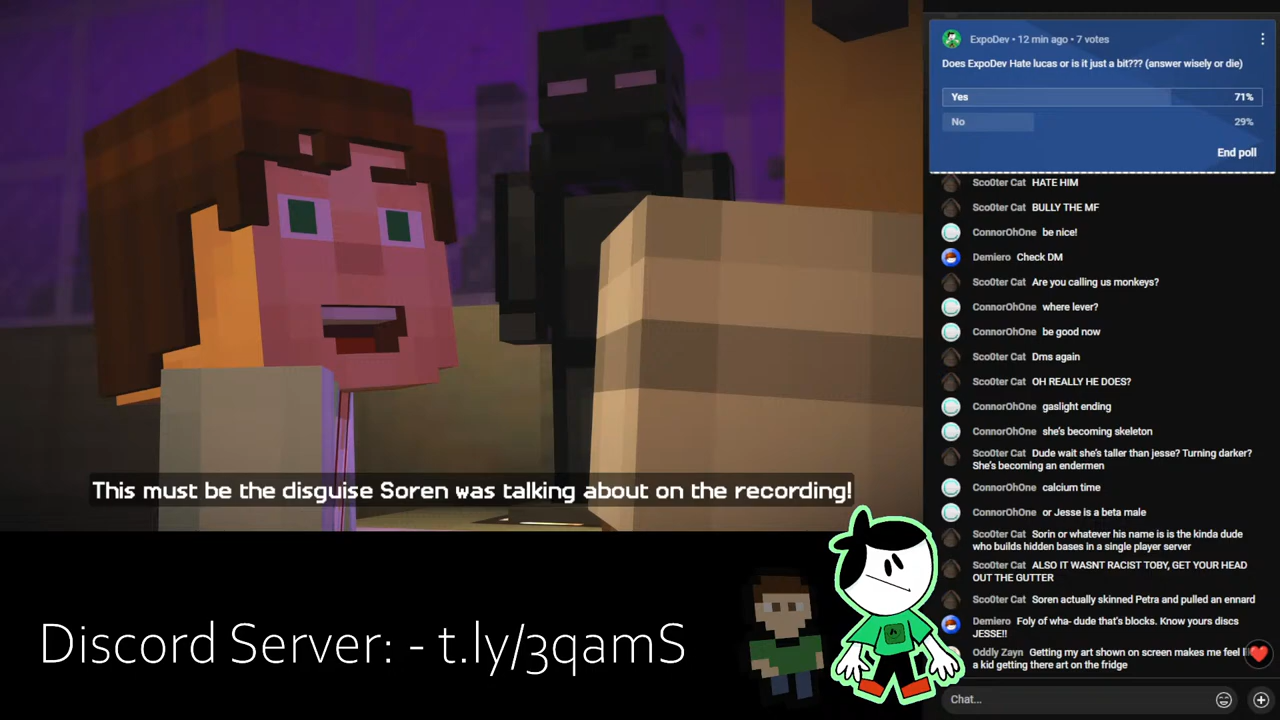 This must be the disguise Soren was talking about on the recording!
Discord Server: - t.ly/3qamS
ExpoDev • 12 min ago • 7 votes
Does ExpoDev Hate lucas or is it just a bit??? (answer wisely or die)
Yes 71%
No 29%
End poll
Sco0ter Cat HATE HIM
Sco0ter Cat BULLY THE MF
ConnorOhOne be nice!
Demiero Check DM
Sco0ter Cat Are you calling us monkeys?
ConnorOhOne where lever?
ConnorOhOne be good now
Sco0ter Cat Dms again
Sco0ter Cat OH REALLY HE DOES?
ConnorOhOne gaslight ending
ConnorOhOne she's becoming skeleton
Sco0ter Cat Dude wait she's taller than jesse? Turning darker?
She's becoming an endermen
ConnorOhOne calcium time
ConnorOhOne or Jesse is a beta male
Sco0ter Cat Sorin or whatever his name is is the kinda dude
who builds hidden bases in a single player server
Sco0ter Cat ALSO IT WASNT RACIST TOBY, GET YOUR HEAD
OUT THE GUTTER
Sco0ter Cat Soren actually skinned Petra and pulled an ennard
Demiero Foly of wha- dude that's blocks. Know yours discs
JESSE!!
Oddly Zayn Getting my art shown on screen makes me feel
a kid getting there art on the fridge
Chat...